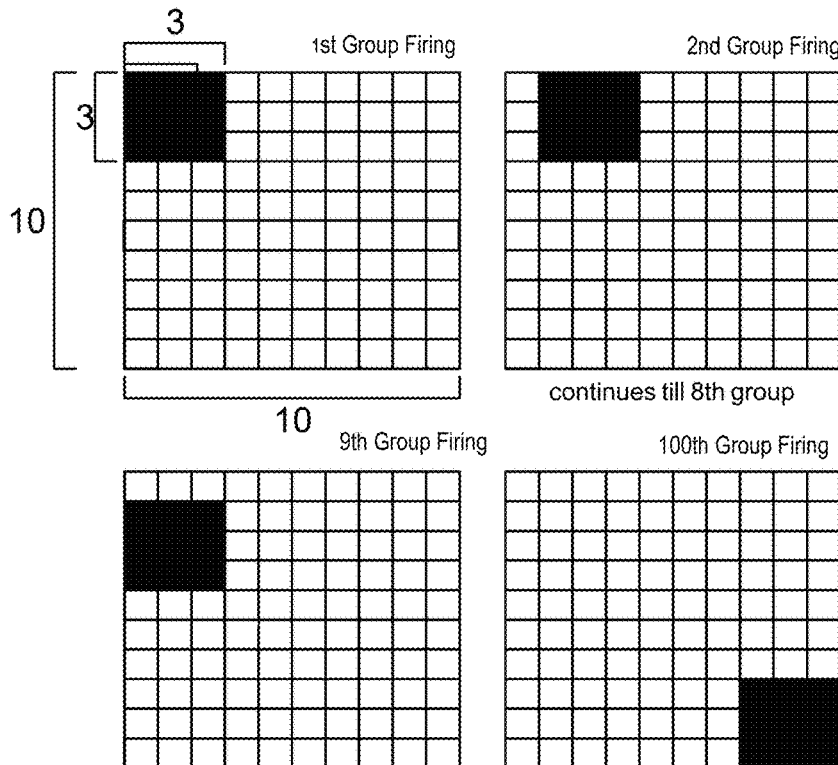 3
1st Group Firing
2nd Group Firing
3
10
10
continues till 8th group
9th Group Firing
100th Group Firing